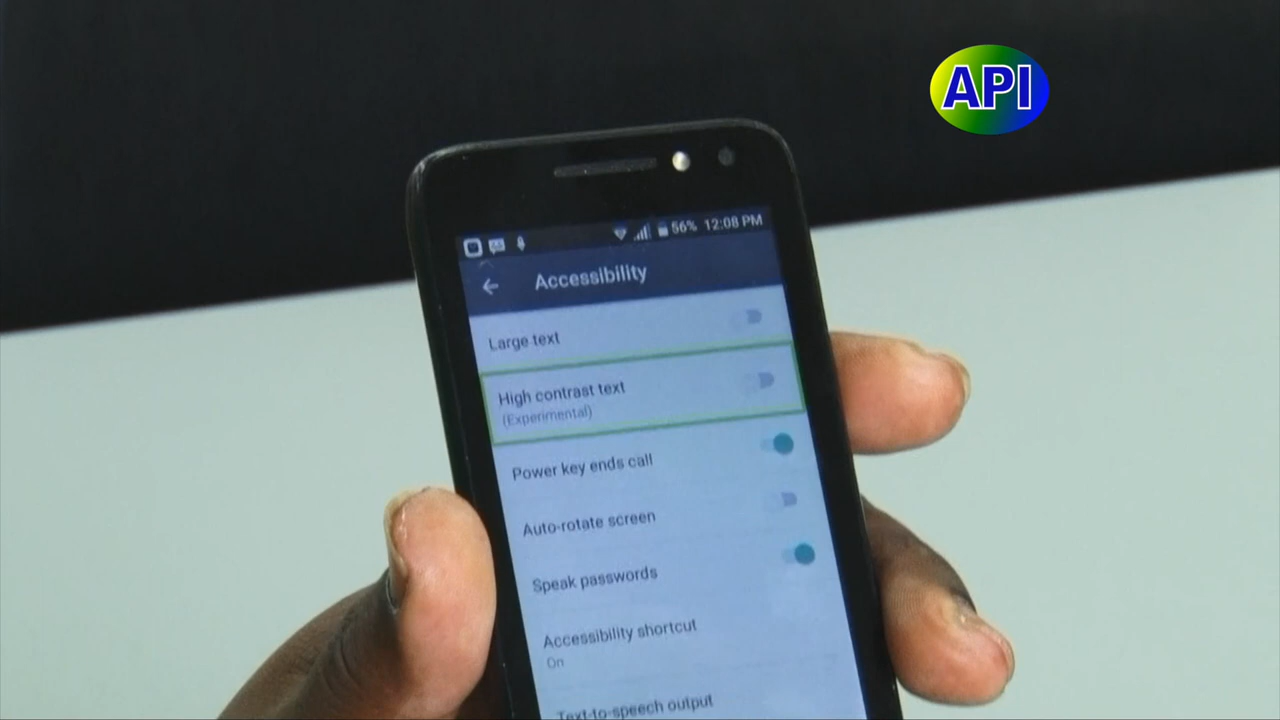 API
56% 12:08 PM
Accessibility
Large text
High contrast text
(Experimental)
Power key ends call
Auto-rotate screen
Speak passwords
Accessibility shortcut
On
Text-to-speech output